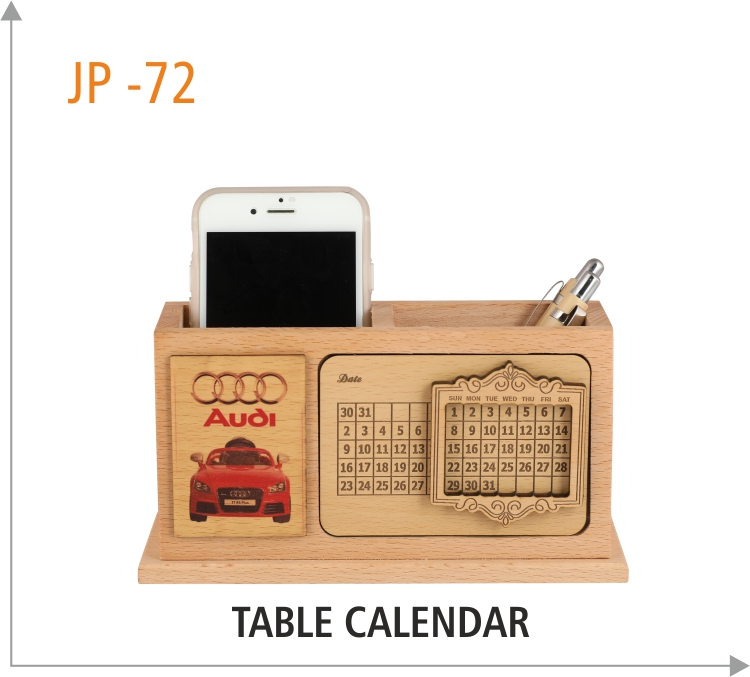 JP -72
Audi
Date
30 31
2 3 4 5 6
9 10 11 12 13
16 17 18 19 20
23 24 25 26 27
SUN MON TUE WED THU FRI SAT
1 2 3 4 5 6 7
8 9 10 11 12 13 14
15 16 17 18 19 20 21
22 23 24 25 26 27 28
29 30 31
TABLE CALENDAR